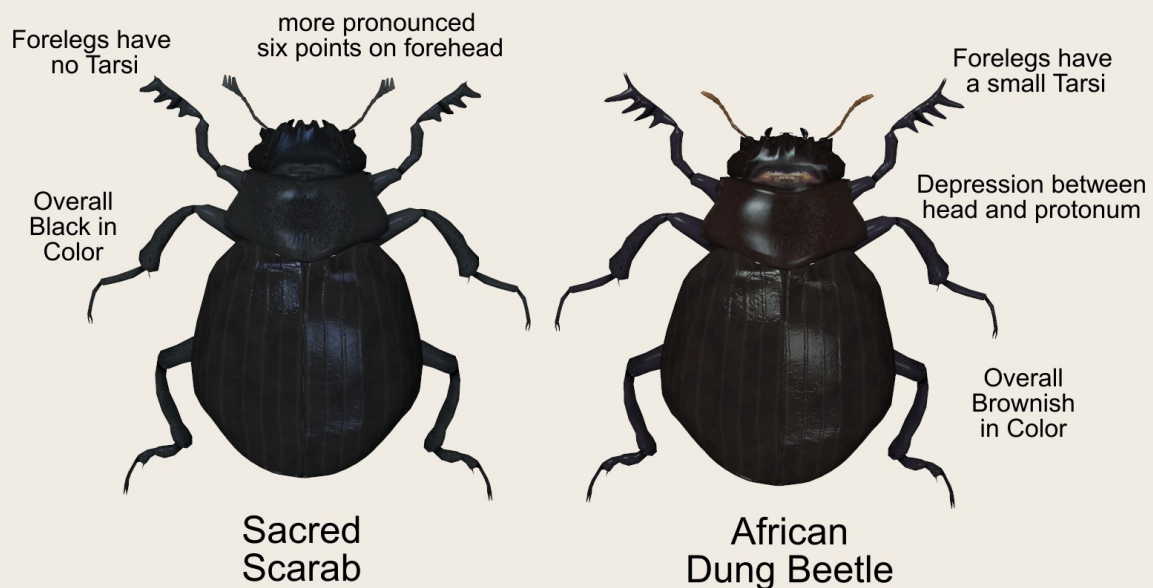 Forelegs have
no Tarsi
more pronounced
six points on forehead
Forelegs have
a small Tarsi
Overall
Black in
Color
Depression between
head and protonum
Overall
Brownish
in Color
Sacred
Scarab
African
Dung Beetle